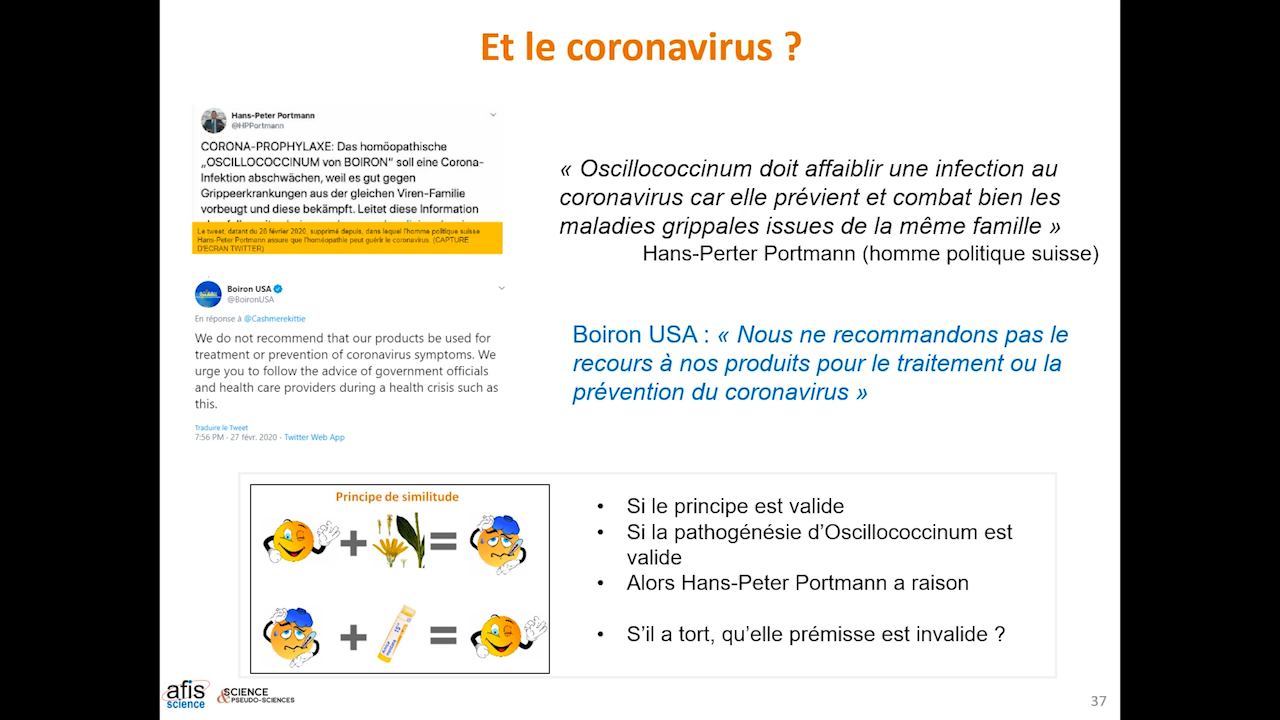 Et le coronavirus ?
Hans-Peter Portmann
@HPPortmann
CORONA-PROPHYLAXE: Das homöopathische
„OSCILLOCOCCINUM von BOIRON" soll eine Corona-
Infektion abschwächen, weil es gut gegen
Grippeerkrankungen aus der gleichen Viren-Familie
vorbeugt und diese bekämpft. Leitet diese Information
Le tweet, datant du 28 février 2020, supprimé depuis, dans lequel l'homme politique suisse
Hans-Peter Portmann assure que l'homéopathie peut guérir le coronavirus. (CAPTURE
D'ECRAN TWITTER)
« Oscillococcinum doit affaiblir une infection au
coronavirus car elle prévient et combat bien les
maladies grippales issues de la même famille »
Hans-Perter Portmann (homme politique suisse)
Boiron USA
@BoironUSA
En réponse à @Cashmerekittie
We do not recommend that our products be used for
treatment or prevention of coronavirus symptoms. We
urge you to follow the advice of government officials
and health care providers during a health crisis such as
this.
Traduire le Tweet
7:56 PM · 27 févr. 2020 · Twitter Web App
Boiron USA : « Nous ne recommandons pas le
recours à nos produits pour le traitement ou la
prévention du coronavirus »
Principe de similitude
• Si le principe est valide
• Si la pathogénésie d'Oscillococcinum est
valide
• Alors Hans-Peter Portmann a raison
• S'il a tort, qu'elle prémisse est invalide ?
afis
science
&SCIENCE
PSEUDO-SCIENCES
37